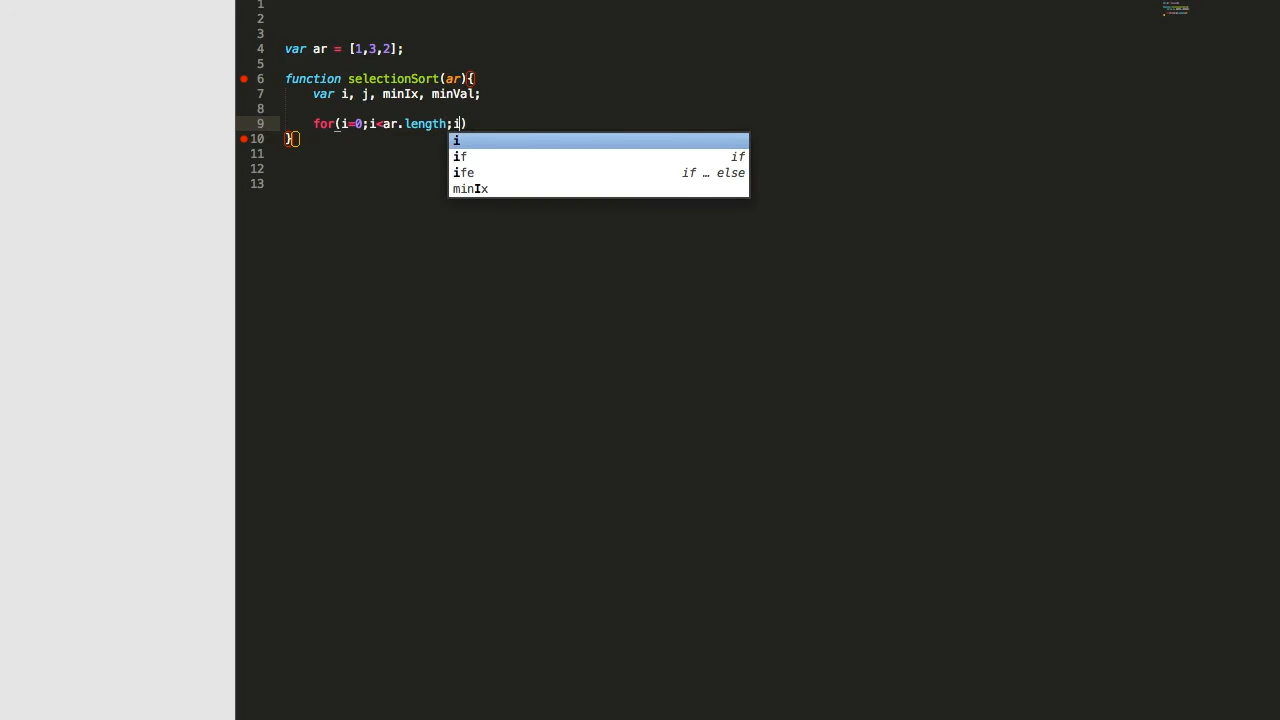 1
2
3
4 var ar = [1,3,2];
5
6 function selectionSort(ar){
7 var i, j, minIx, minVal;
8
9 for(i=0;i<ar.length;i)
10 }
11
12
13
i
if if
ife if … else
minIx